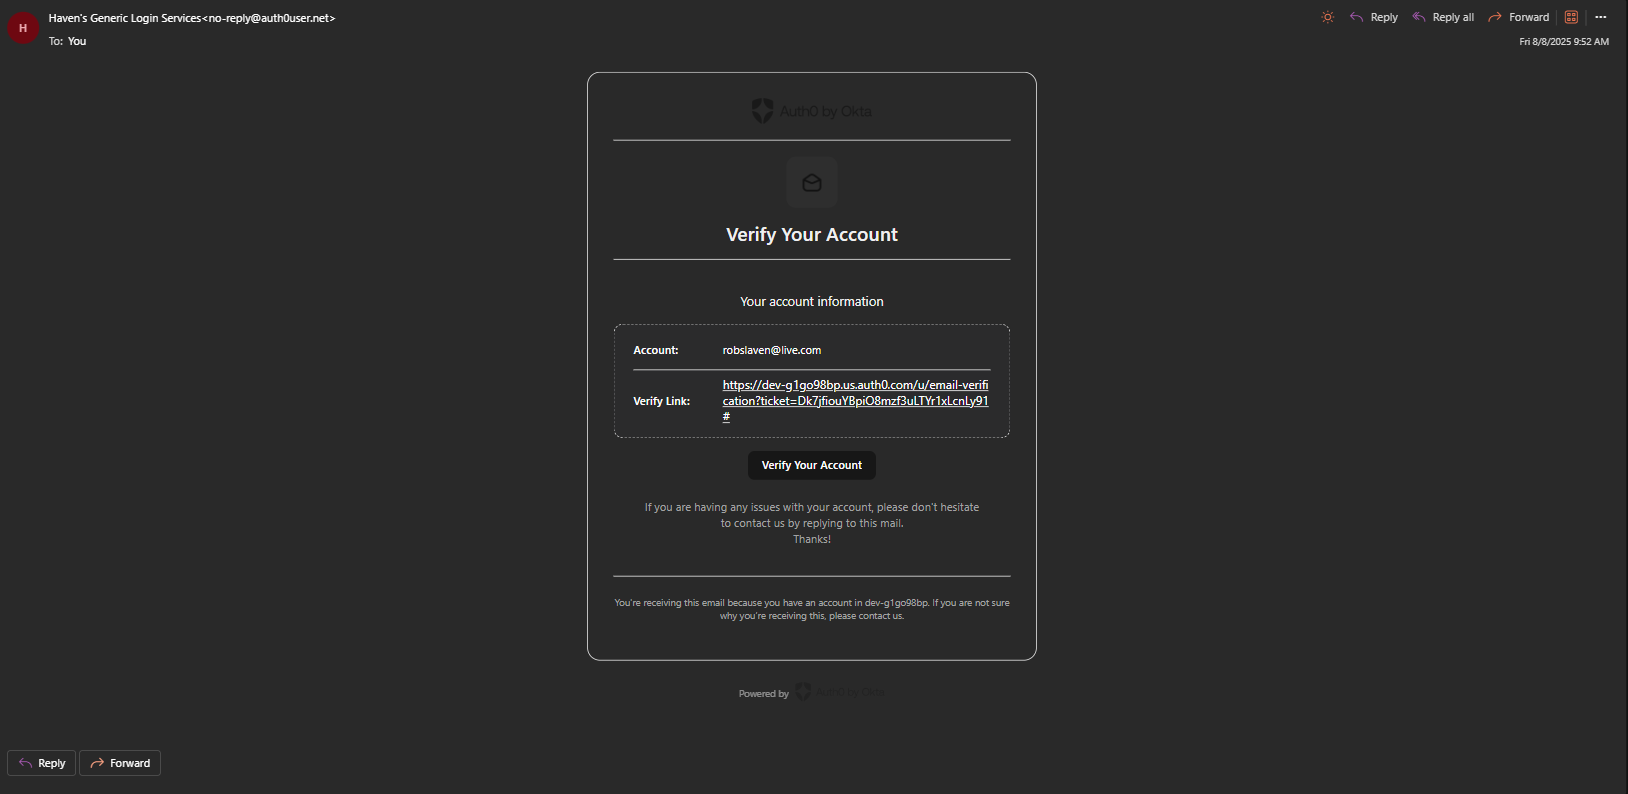 H
Haven's Generic Login Services<no-reply@auth0user.net>
To: You
Reply
Reply all
Forward
Fri 8/8/2025 9:52 AM
Auth0 by Okta
Verify Your Account
Your account information
Account: robslaven@live.com
Verify Link: https://dev-g1go98bp.us.auth0.com/u/email-verifi
cation?ticket=Dk7jfiouYBpiO8mzf3uLTYr1xLcnLy91
#
Verify Your Account
If you are having any issues with your account, please don't hesitate
to contact us by replying to this mail.
Thanks!
You're receiving this email because you have an account in dev-g1go98bp. If you are not sure
why you're receiving this, please contact us.
Powered by Auth0 by Okta
Reply
Forward